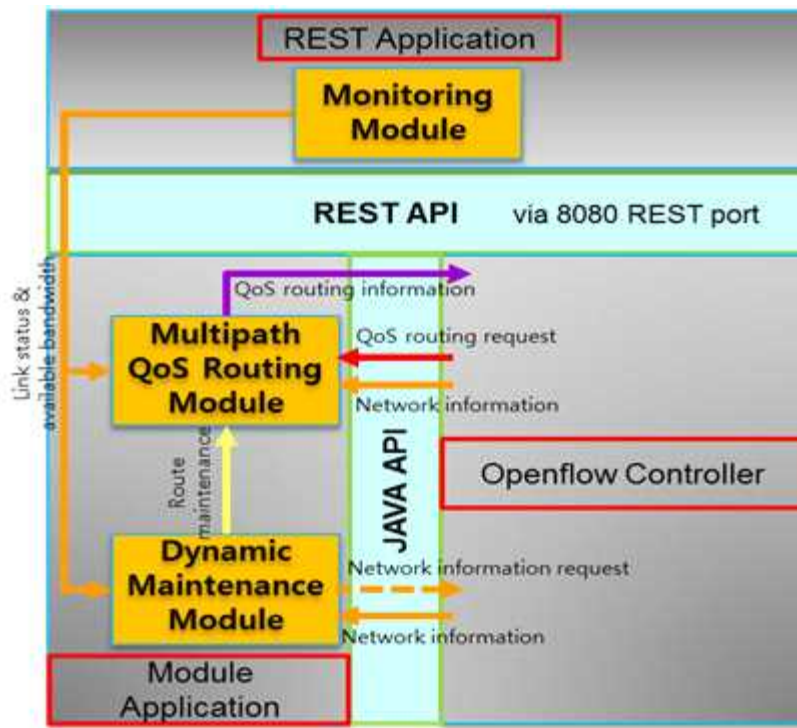 REST Application
Monitoring
Module
REST API via 8080 REST port
Link status &
available bandwidth
QoS routing information
Multipath
QoS Routing
Module
QoS routing request
Network information
Route
maintenance
JAVA API
Openflow Controller
Dynamic
Maintenance
Module
Network information request
Network information
Module
Application